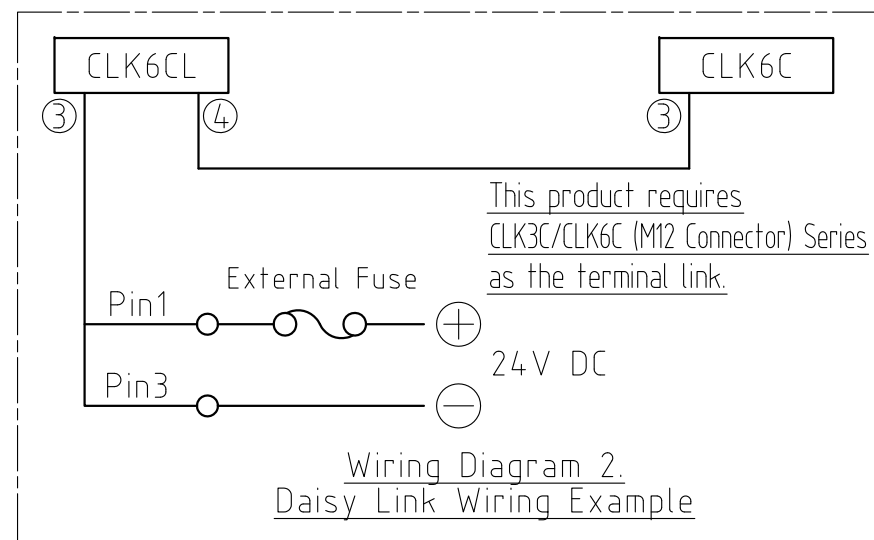 CLK6CL
CLK6C
③
④
③
This product requires
CLK3C/CLK6C (M12 Connector) Series
as the terminal link.
External Fuse
Pin1
+
24V DC
Pin3
−
Wiring Diagram 2.
Daisy Link Wiring Example